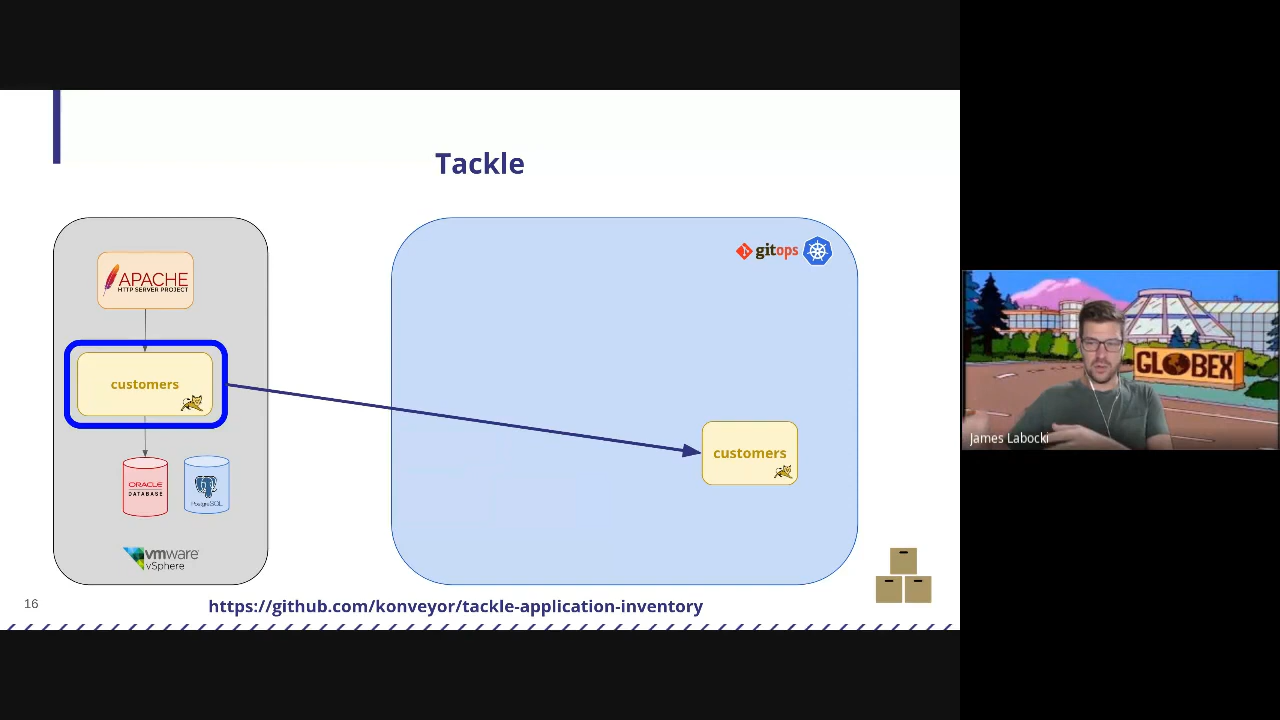 Tackle
gitops
APACHE
HTTP SERVER PROJECT
customers
customers
ORACLE
DATABASE
PostgreSQL
vmware
vSphere
16
https://github.com/konveyor/tackle-application-inventory
GLOBEX
James Labocki